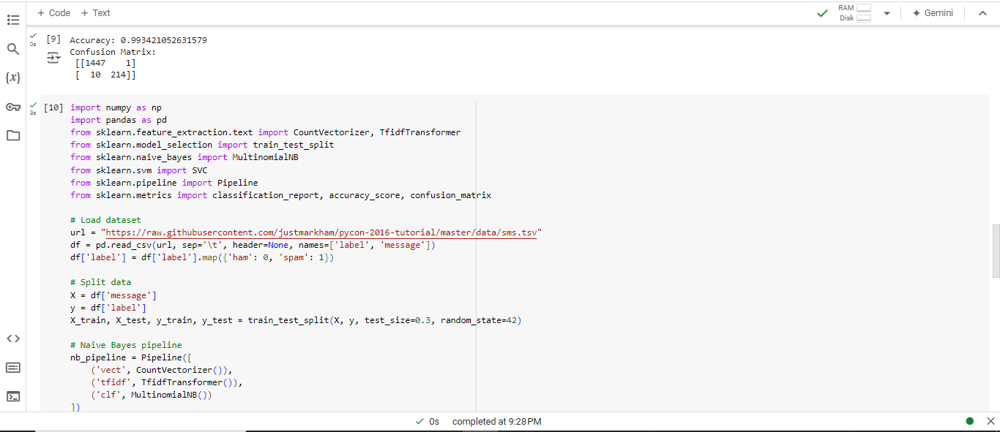 + Code + Text
RAM
Disk
Gemini
{x}
0s
[9] Accuracy: 0.993421052631579
Confusion Matrix:
[[1447    1]
[  10  214]]
3s
[10] import numpy as np
import pandas as pd
from sklearn.feature_extraction.text import CountVectorizer, TfidfTransformer
from sklearn.model_selection import train_test_split
from sklearn.naive_bayes import MultinomialNB
from sklearn.svm import SVC
from sklearn.pipeline import Pipeline
from sklearn.metrics import classification_report, accuracy_score, confusion_matrix
# Load dataset
url = "https://raw.githubusercontent.com/justmarkham/pycon-2016-tutorial/master/data/sms.tsv"
df = pd.read_csv(url, sep='\t', header=None, names=['label', 'message'])
df['label'] = df['label'].map({'ham': 0, 'spam': 1})
# Split data
X = df['message']
y = df['label']
X_train, X_test, y_train, y_test = train_test_split(X, y, test_size=0.3, random_state=42)
# Naive Bayes pipeline
nb_pipeline = Pipeline([
    ('vect', CountVectorizer()),
    ('tfidf', TfidfTransformer()),
    ('clf', MultinomialNB())
])
0s completed at 9:28 PM